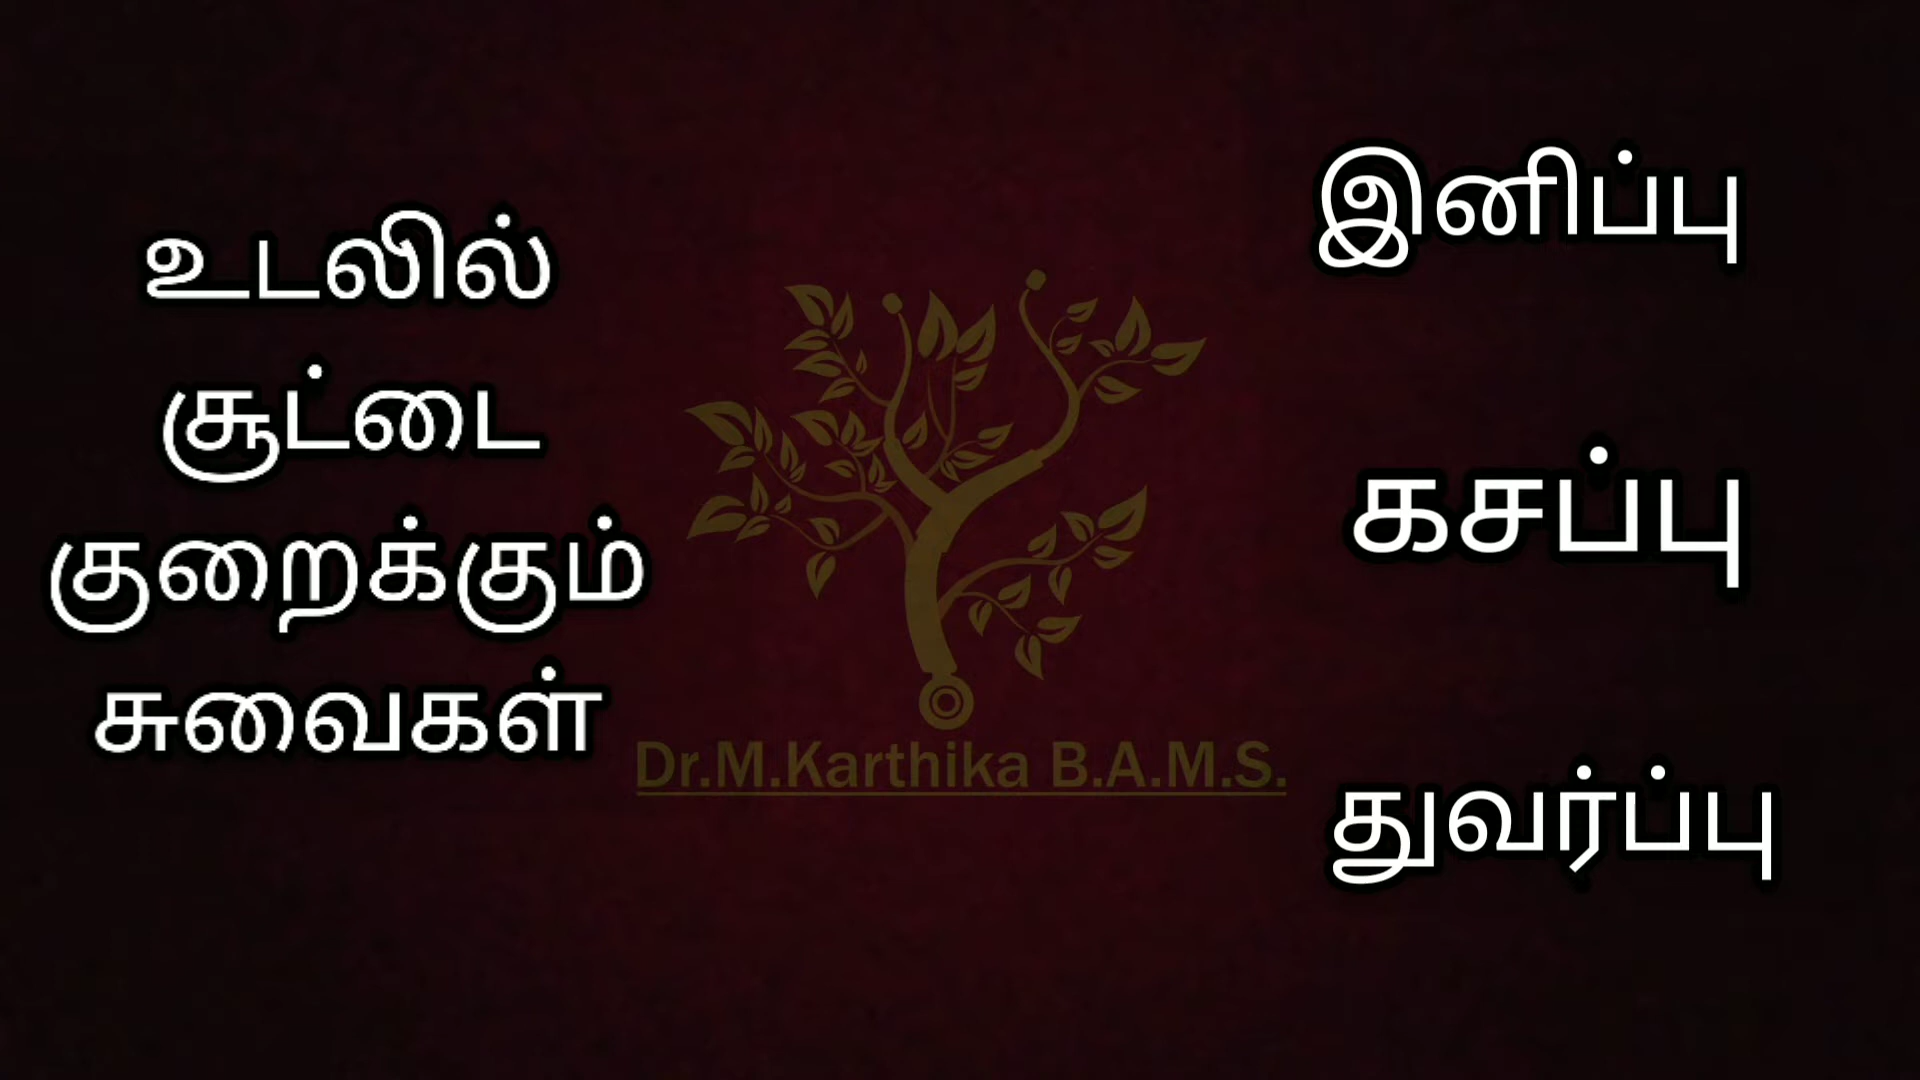 உடலில்
சூட்டை
குறைக்கும்
சுவைகள்
இனிப்பு
கசப்பு
துவர்ப்பு
Dr.M.Karthika B.A.M.S.